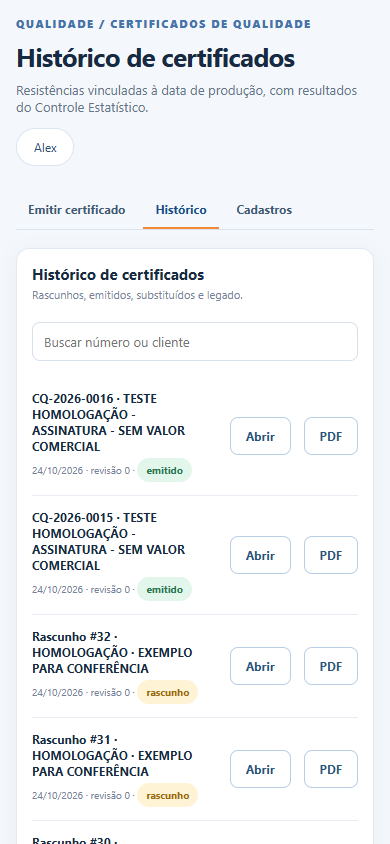 QUALIDADE / CERTIFICADOS DE QUALIDADE
Histórico de certificados
Resistências vinculadas à data de produção, com resultados
do Controle Estatístico.
Alex
Emitir certificado Histórico Cadastros
Histórico de certificados
Rascunhos, emitidos, substituídos e legado.
Buscar número ou cliente
CQ-2026-0016 · TESTE
HOMOLOGAÇÃO -
ASSINATURA - SEM VALOR
COMERCIAL
24/10/2026 · revisão 0 · emitido
Abrir PDF
CQ-2026-0015 · TESTE
HOMOLOGAÇÃO -
ASSINATURA - SEM VALOR
COMERCIAL
24/10/2026 · revisão 0 · emitido
Abrir PDF
Rascunho #32 ·
HOMOLOGAÇÃO · EXEMPLO
PARA CONFERÊNCIA
24/10/2026 · revisão 0 · rascunho
Abrir PDF
Rascunho #31 ·
HOMOLOGAÇÃO · EXEMPLO
PARA CONFERÊNCIA
24/10/2026 · revisão 0 · rascunho
Abrir PDF
Rascunho #30 ·